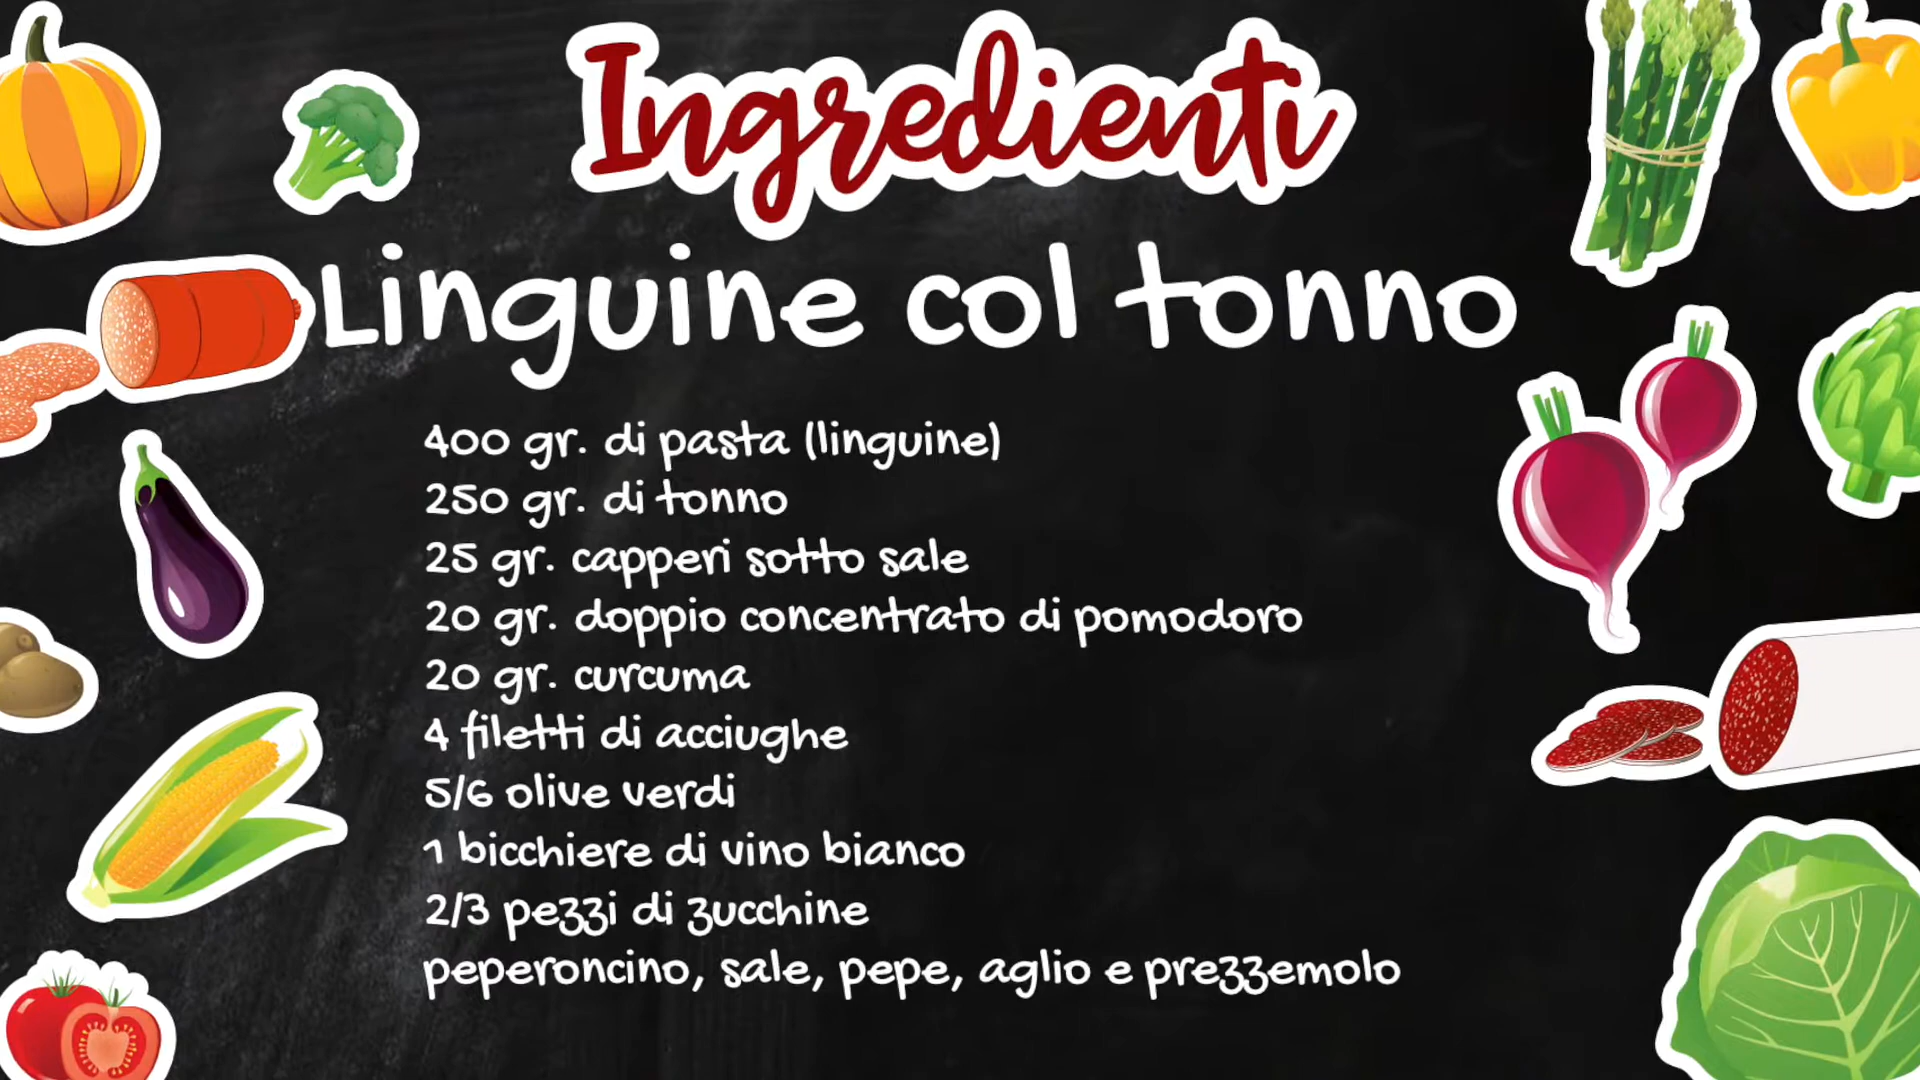 Ingredienti
Linguine col tonno
400 gr. di pasta (linguine)
250 gr. di tonno
25 gr. capperi sotto sale
20 gr. doppio concentrato di pomodoro
20 gr. curcuma
4 filetti di acciughe
5/6 olive verdi
1 bicchiere di vino bianco
2/3 pezzi di zucchine
peperoncino, sale, pepe, aglio e prezzemolo